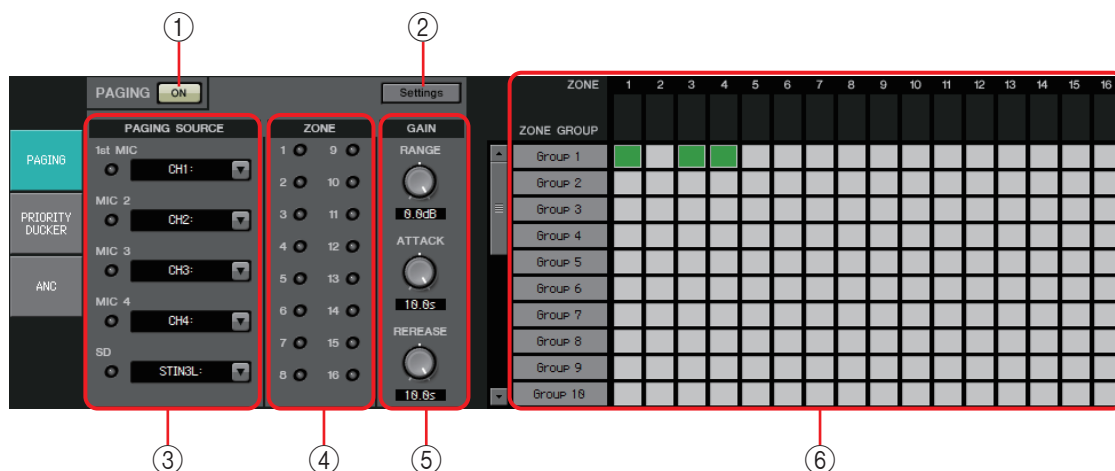 ① ②
PAGING ON Settings
PAGING SOURCE ZONE GAIN
PAGING
PRIORITY
DUCKER
ANC
1st MIC
CH1:
MIC 2
CH2:
MIC 3
CH3:
MIC 4
CH4:
SD
STIN3L:
1 9
2 10
3 11
4 12
5 13
6 14
7 15
8 16
RANGE
0.0dB
ATTACK
10.0s
REREASE
10.0s
ZONE 1 2 3 4 5 6 7 8 9 10 11 12 13 14 15 16
ZONE GROUP
Group 1
Group 2
Group 3
Group 4
Group 5
Group 6
Group 7
Group 8
Group 9
Group 10
③ ④ ⑤ ⑥